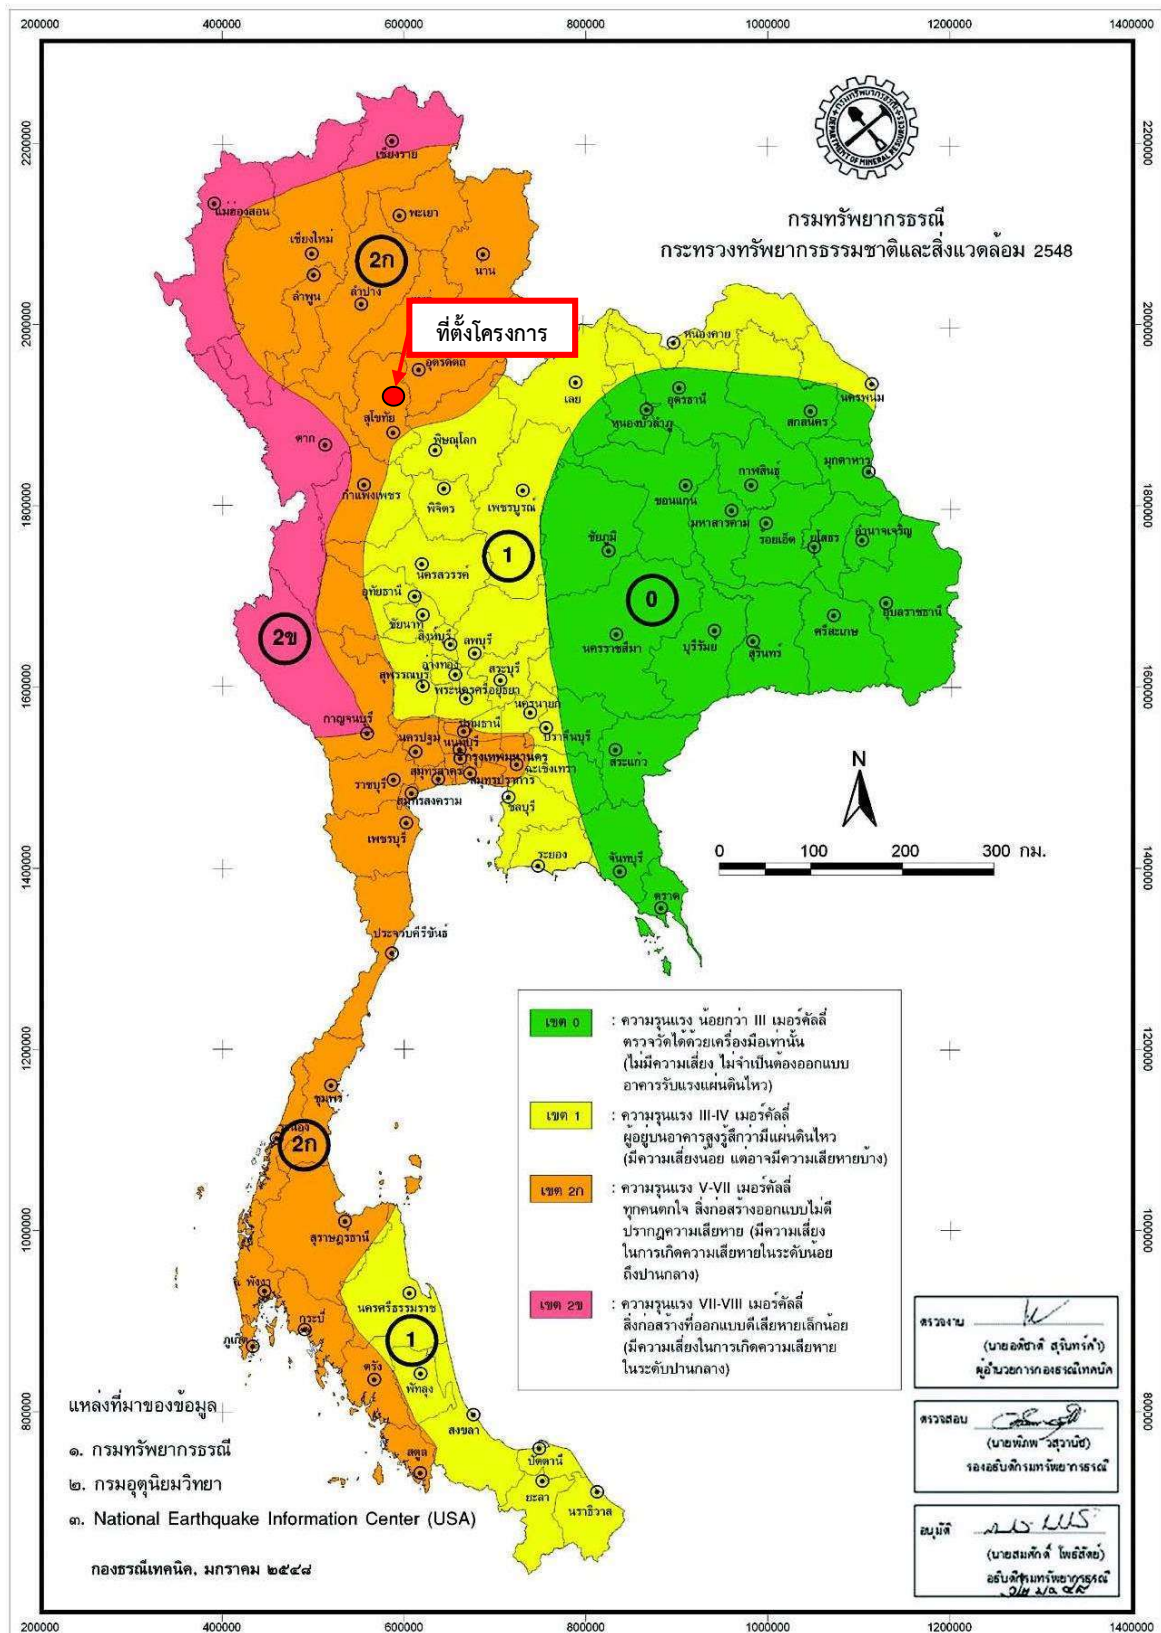 200000 400000 600000 800000 1000000 1200000 1400000
กรมทรัพยากรธรณี
DEPARTMENT OF MINERAL RESOURCES
กรมทรัพยากรธรณี
กระทรวงทรัพยากรธรรมชาติและสิ่งแวดล้อม 2548
2200000 2200000
เชียงราย
แม่ฮ่องสอน
พะเยา
เชียงใหม่
2ก
น่าน
ลำพูน
ลำปาง
2000000 2000000
ที่ตั้งโครงการ
อุตรดิตถ์
หนองคาย
เลย
อุดรธานี
นครพนม
สุโขทัย
หนองบัวลำภู
สกลนคร
ตาก
พิษณุโลก
มุกดาหาร
กำแพงเพชร
พิจิตร
เพชรบูรณ์
ขอนแก่น
กาฬสินธุ์
1800000 1800000
มหาสารคาม
ร้อยเอ็ด
ยโสธร
อำนาจเจริญ
ชัยภูมิ
1
นครสวรรค์
อุทัยธานี
0
อุบลราชธานี
ชัยนาท
ศรีสะเกษ
2ข
สิงห์บุรี
ลพบุรี
นครราชสีมา
บุรีรัมย์
สุรินทร์
อ่างทอง
สระบุรี
สุพรรณบุรี
พระนครศรีอยุธยา
1600000 1600000
นครนายก
กาญจนบุรี
ปทุมธานี
ปราจีนบุรี
นครปฐม
นนทบุรี
กรุงเทพมหานคร
ฉะเชิงเทรา
สระแก้ว
สมุทรสาคร
สมุทรปราการ
ราชบุรี
สมุทรสงคราม
ชลบุรี
N
เพชรบุรี
ระยอง
จันทบุรี
0 100 200 300 กม.
1400000 1400000
ตราด
ประจวบคีรีขันธ์
เขต 0 : ความรุนแรง น้อยกว่า III เมอร์คัลลี่
ตรวจวัดได้ด้วยเครื่องมือเท่านั้น
(ไม่มีความเสี่ยง ไม่จำเป็นต้องออกแบบ
อาคารรับแรงแผ่นดินไหว)
1200000 1200000
ชุมพร
2ก
เขต 1 : ความรุนแรง III-IV เมอร์คัลลี่
ผู้อยู่บนอาคารสูงรู้สึกว่ามีแผ่นดินไหว
(มีความเสี่ยงน้อย แต่อาจมีความเสียหายบ้าง)
เขต 2ก : ความรุนแรง V-VII เมอร์คัลลี่
ทุกคนตกใจ สิ่งก่อสร้างออกแบบไม่ดี
ปรากฎความเสียหาย (มีความเสี่ยง
ในการเกิดความเสียหายในระดับน้อย
ถึงปานกลาง)
เขต 2ข : ความรุนแรง VII-VIII เมอร์คัลลี่
สิ่งก่อสร้างที่ออกแบบดีเสียหายเล็กน้อย
(มีความเสี่ยงในการเกิดความเสียหาย
ในระดับปานกลาง)
1000000 1000000
สุราษฎร์ธานี
พังงา
นครศรีธรรมราช
กระบี่
ภูเก็ต
1
ตรัง
พัทลุง
800000 800000
สงขลา
สตูล
ปัตตานี
ยะลา
นราธิวาส
แหล่งที่มาของข้อมูล
๑. กรมทรัพยากรธรณี
๒. กรมอุตุนิยมวิทยา
๓. National Earthquake Information Center (USA)
กองธรณีเทคนิค, มกราคม ๒๕๔๘
ตรวจงาน
ผู้อำนวยการกองธรณีเทคนิค
ตรวจสอบ
รองอธิบดีกรมทรัพยากรธรณี
อนุมัติ
(นายสมศักดิ์ โพธิสัตย์)
อธิบดีกรมทรัพยากรธรณี
200000 400000 600000 800000 1000000 1200000 1400000